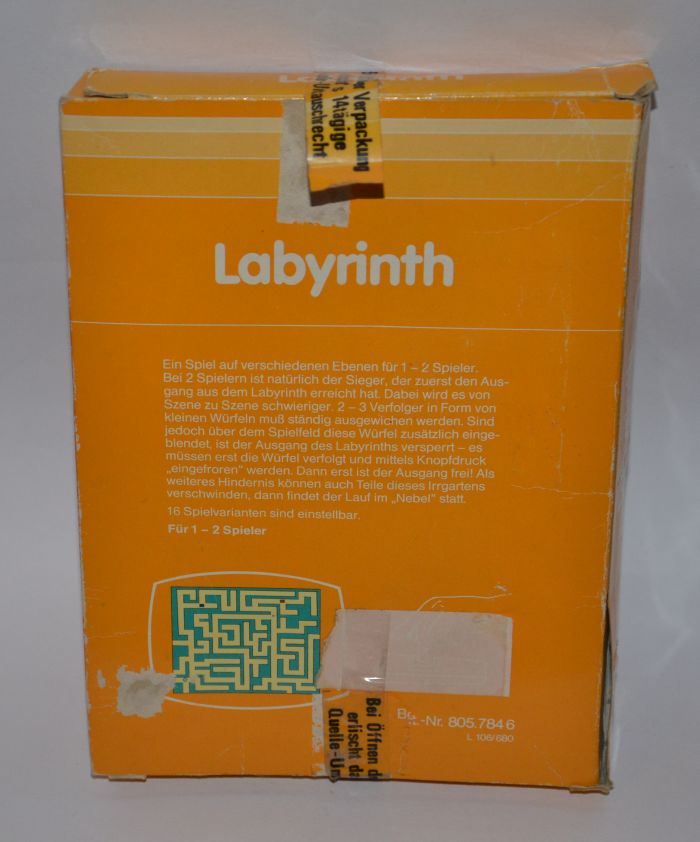 Labyrinth
Verpackung
14tägige
Umtauschrecht
Labyrinth
Ein Spiel auf verschiedenen Ebenen für 1 – 2 Spieler.
Bei 2 Spielern ist natürlich der Sieger, der zuerst den Aus-
gang aus dem Labyrinth erreicht hat. Dabei wird es von
Szene zu Szene schwieriger. 2 – 3 Verfolger in Form von
kleinen Würfeln muß ständig ausgewichen werden. Sind
jedoch über dem Spielfeld diese Würfel zusätzlich einge-
blendet, ist der Ausgang des Labyrinths versperrt – es
müssen erst die Würfel verfolgt und mittels Knopfdruck
„eingefroren" werden. Dann erst ist der Ausgang frei! Als
weiteres Hindernis können auch Teile dieses Irrgartens
verschwinden, dann findet der Lauf im „Nebel" statt.
16 Spielvarianten sind einstellbar.
Für 1 – 2 Spieler
Bei Öffnen d
erlischt da
Quelle-Um
Be.-Nr. 805.784 6
L 106/680